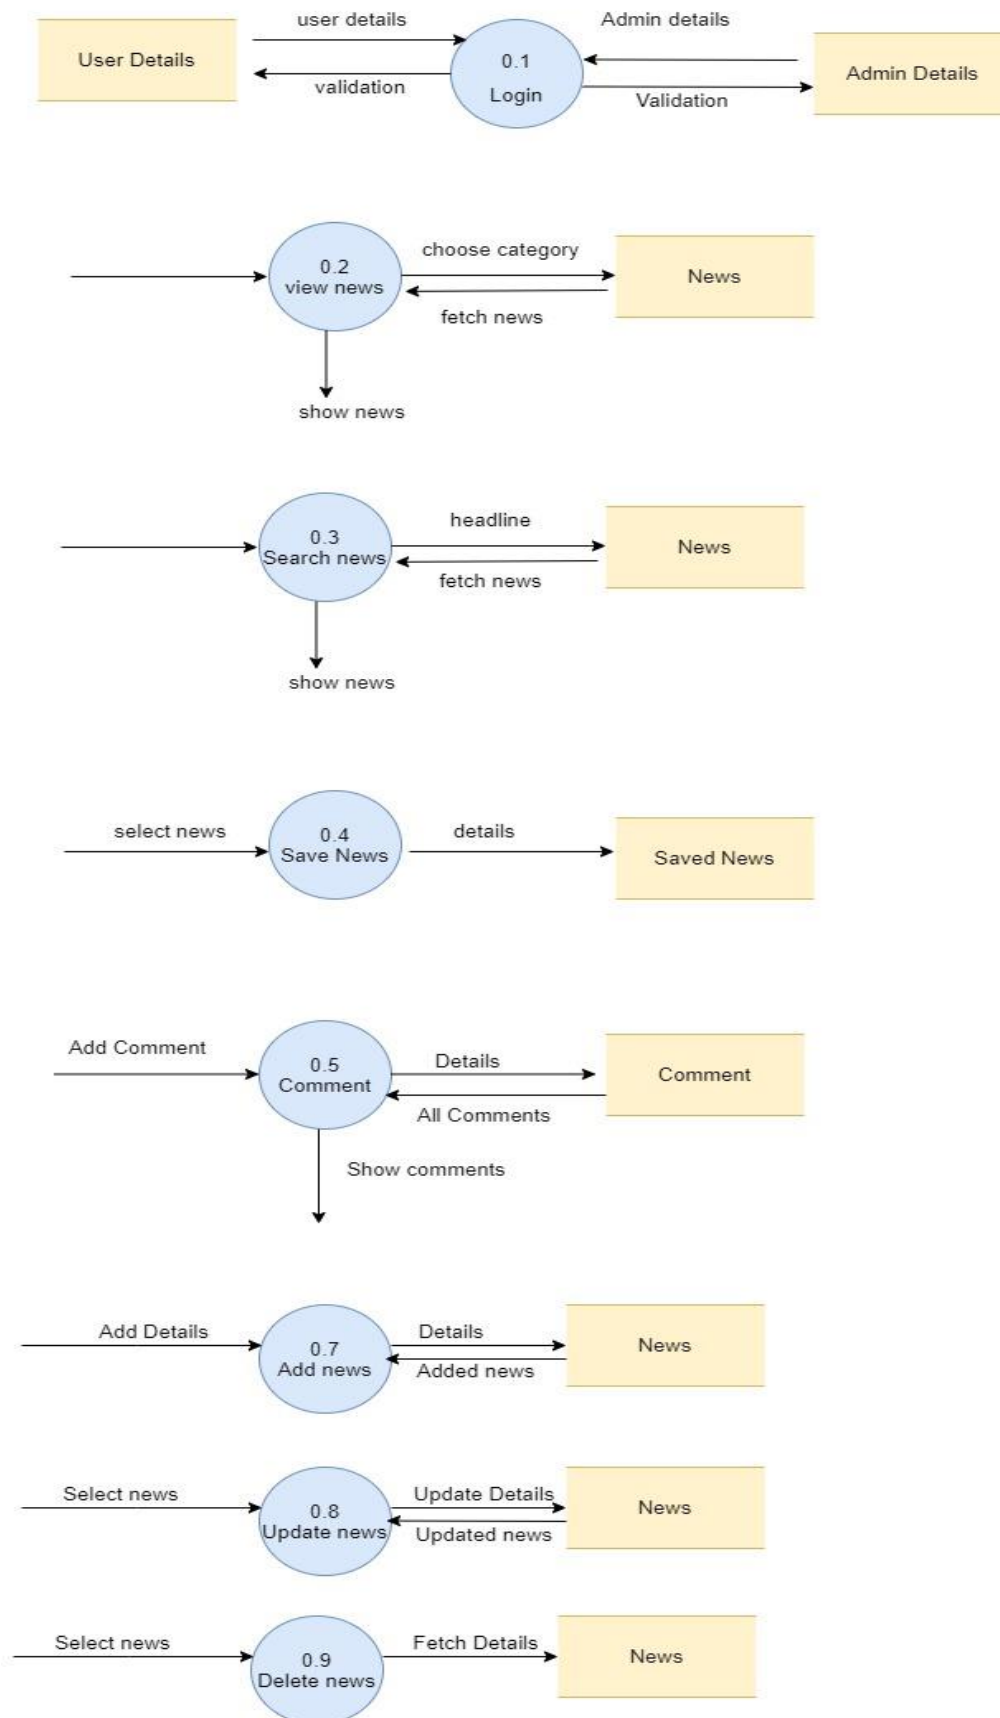 user details
Admin details
User Details
0.1
Login
Admin Details
validation
Validation
0.2
view news
choose category
News
fetch news
show news
0.3
Search news
headline
News
fetch news
show news
select news
0.4
Save News
details
Saved News
Add Comment
0.5
Comment
Details
Comment
All Comments
Show comments
Add Details
0.7
Add news
Details
News
Added news
Select news
0.8
Update news
Update Details
News
Updated news
Select news
0.9
Delete news
Fetch Details
News